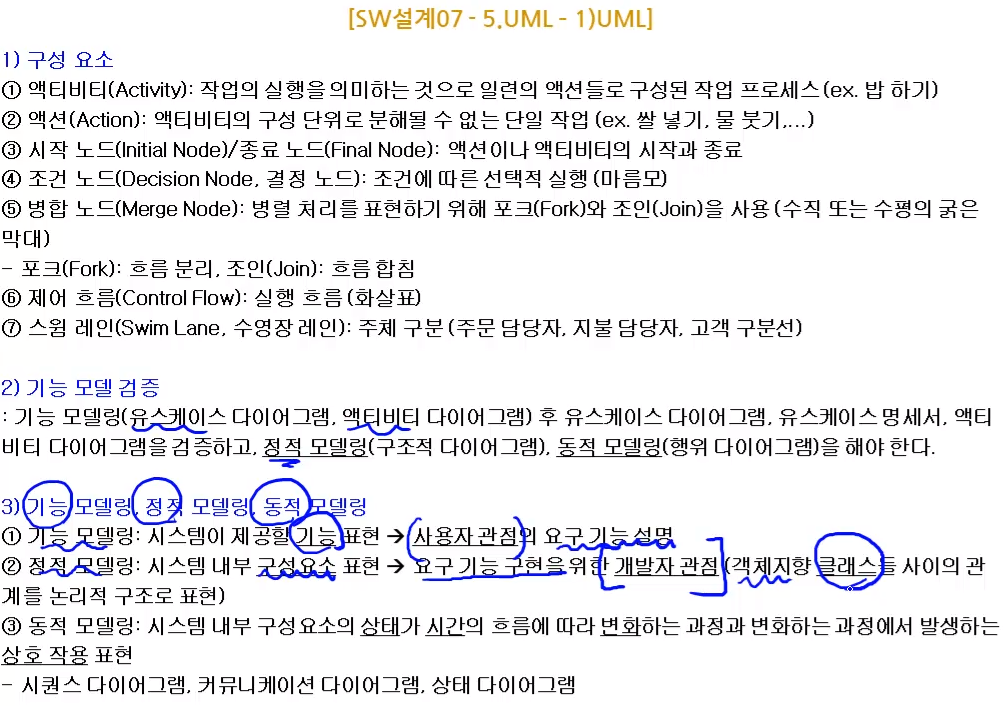 [SW설계07 - 5.UML - 1)UML]
1) 구성 요소
① 액티비티(Activity): 작업의 실행을 의미하는 것으로 일련의 액션들로 구성된 작업 프로세스 (ex. 밥 하기)
② 액션(Action): 액티비티의 구성 단위로 분해될 수 없는 단일 작업 (ex. 쌀 넣기, 물 붓기,...)
③ 시작 노드(Initial Node)/종료 노드(Final Node): 액션이나 액티비티의 시작과 종료
④ 조건 노드(Decision Node, 결정 노드): 조건에 따른 선택적 실행 (마름모)
⑤ 병합 노드(Merge Node): 병렬 처리를 표현하기 위해 포크(Fork)와 조인(Join)을 사용 (수직 또는 수평의 굵은
막대)
- 포크(Fork): 흐름 분리, 조인(Join): 흐름 합침
⑥ 제어 흐름(Control Flow): 실행 흐름 (화살표)
⑦ 스윔 레인(Swim Lane, 수영장 레인): 주체 구분 (주문 담당자, 지불 담당자, 고객 구분선)
2) 기능 모델 검증
: 기능 모델링(유스케이스 다이어그램, 액티비티 다이어그램) 후 유스케이스 다이어그램, 유스케이스 명세서, 액티
비티 다이어그램을 검증하고, 정적 모델링(구조적 다이어그램), 동적 모델링(행위 다이어그램)을 해야 한다.
3) 기능 모델링, 정적 모델링, 동적 모델링
① 기능 모델링: 시스템이 제공할 기능 표현 → 사용자 관점의 요구 기능 설명
② 정적 모델링: 시스템 내부 구성요소 표현 → 요구 기능 구현을 위한 개발자 관점 (객체지향 클래스들 사이의 관
계를 논리적 구조로 표현)
③ 동적 모델링: 시스템 내부 구성요소의 상태가 시간의 흐름에 따라 변화하는 과정과 변화하는 과정에서 발생하는
상호 작용 표현
- 시퀀스 다이어그램, 커뮤니케이션 다이어그램, 상태 다이어그램